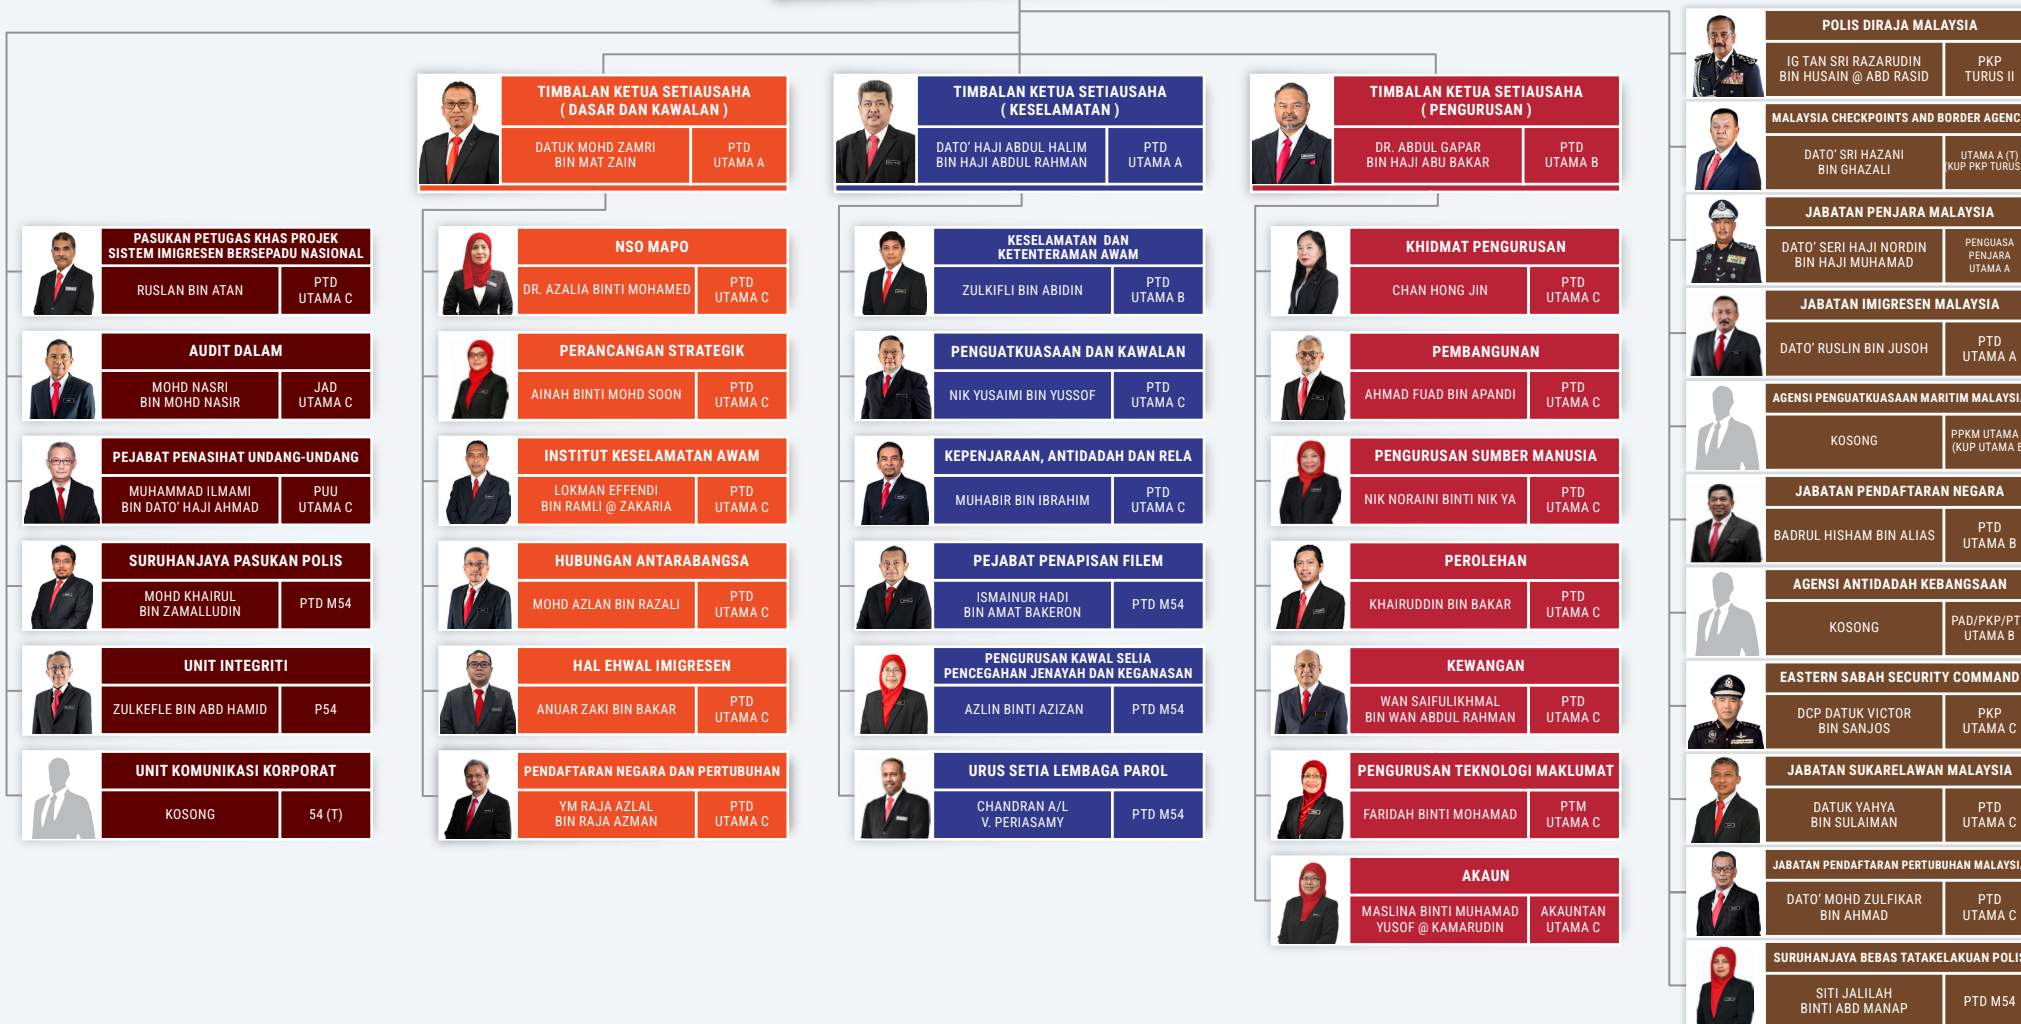 TIMBALAN KETUA SETIAUSAHA
( DASAR DAN KAWALAN )
DATUK MOHD ZAMRI
BIN MAT ZAIN
PTD
UTAMA A
TIMBALAN KETUA SETIAUSAHA
( KESELAMATAN )
DATO' HAJI ABDUL HALIM
BIN HAJI ABDUL RAHMAN
PTD
UTAMA A
TIMBALAN KETUA SETIAUSAHA
( PENGURUSAN )
DR. ABDUL GAPAR
BIN HAJI ABU BAKAR
PTD
UTAMA B
PASUKAN PETUGAS KHAS PROJEK
SISTEM IMIGRESEN BERSEPADU NASIONAL
RUSLAN BIN ATAN
PTD
UTAMA C
AUDIT DALAM
MOHD NASRI
BIN MOHD NASIR
JAD
UTAMA C
PEJABAT PENASIHAT UNDANG-UNDANG
MUHAMMAD ILMAMI
BIN DATO' HAJI AHMAD
PUU
UTAMA C
SURUHANJAYA PASUKAN POLIS
MOHD KHAIRUL
BIN ZAMALLUDIN
PTD M54
UNIT INTEGRITI
ZULKEFLE BIN ABD HAMID
P54
UNIT KOMUNIKASI KORPORAT
KOSONG
54 (T)
NSO MAPO
DR. AZALIA BINTI MOHAMED
PTD
UTAMA C
PERANCANGAN STRATEGIK
AINAH BINTI MOHD SOON
PTD
UTAMA C
INSTITUT KESELAMATAN AWAM
LOKMAN EFFENDI
BIN RAMLI @ ZAKARIA
PTD
UTAMA C
HUBUNGAN ANTARABANGSA
MOHD AZLAN BIN RAZALI
PTD
UTAMA C
HAL EHWAL IMIGRESEN
ANUAR ZAKI BIN BAKAR
PTD
UTAMA C
PENDAFTARAN NEGARA DAN PERTUBUHAN
YM RAJA AZLAL
BIN RAJA AZMAN
PTD
UTAMA C
KESELAMATAN DAN
KETENTERAMAN AWAM
ZULKIFLI BIN ABIDIN
PTD
UTAMA B
PENGUATKUASAAN DAN KAWALAN
NIK YUSAIMI BIN YUSSOF
PTD
UTAMA C
KEPENJARAAN, ANTIDADAH DAN RELA
MUHABIR BIN IBRAHIM
PTD
UTAMA C
PEJABAT PENAPISAN FILEM
ISMAINUR HADI
BIN AMAT BAKERON
PTD M54
PENGURUSAN KAWAL SELIA
PENCEGAHAN JENAYAH DAN KEGANASAN
AZLIN BINTI AZIZAN
PTD M54
URUS SETIA LEMBAGA PAROL
CHANDRAN A/L
V. PERIASAMY
PTD M54
KHIDMAT PENGURUSAN
CHAN HONG JIN
PTD
UTAMA C
PEMBANGUNAN
AHMAD FUAD BIN APANDI
PTD
UTAMA C
PENGURUSAN SUMBER MANUSIA
NIK NORAINI BINTI NIK YA
PTD
UTAMA C
PEROLEHAN
KHAIRUDDIN BIN BAKAR
PTD
UTAMA C
KEWANGAN
WAN SAIFULIKHMAL
BIN WAN ABDUL RAHMAN
PTD
UTAMA C
PENGURUSAN TEKNOLOGI MAKLUMAT
FARIDAH BINTI MOHAMAD
PTM
UTAMA C
AKAUN
MASLINA BINTI MUHAMAD
YUSOF @ KAMARUDIN
AKAUNTAN
UTAMA C
POLIS DIRAJA MALAYSIA
IG TAN SRI RAZARUDIN
BIN HUSAIN @ ABD RASID
PKP
TURUS II
MALAYSIA CHECKPOINTS AND BORDER AGENC
DATO' SRI HAZANI
BIN GHAZALI
UTAMA A (T)
(KUP PKP TURUS
JABATAN PENJARA MALAYSIA
DATO' SERI HAJI NORDIN
BIN HAJI MUHAMAD
PENGUASA
PENJARA
UTAMA A
JABATAN IMIGRESEN MALAYSIA
DATO' RUSLIN BIN JUSOH
PTD
UTAMA A
AGENSI PENGUATKUASAAN MARITIM MALAYSI
KOSONG
PPKM UTAMA
(KUP UTAMA B
JABATAN PENDAFTARAN NEGARA
BADRUL HISHAM BIN ALIAS
PTD
UTAMA B
AGENSI ANTIDADAH KEBANGSAAN
KOSONG
PAD/PKP/PT
UTAMA B
EASTERN SABAH SECURITY COMMAND
DCP DATUK VICTOR
BIN SANJOS
PKP
UTAMA C
JABATAN SUKARELAWAN MALAYSIA
DATUK YAHYA
BIN SULAIMAN
PTD
UTAMA C
JABATAN PENDAFTARAN PERTUBUHAN MALAYSI
DATO' MOHD ZULFIKAR
BIN AHMAD
PTD
UTAMA C
SURUHANJAYA BEBAS TATAKELAKUAN POLIS
SITI JALILAH
BINTI ABD MANAP
PTD M54